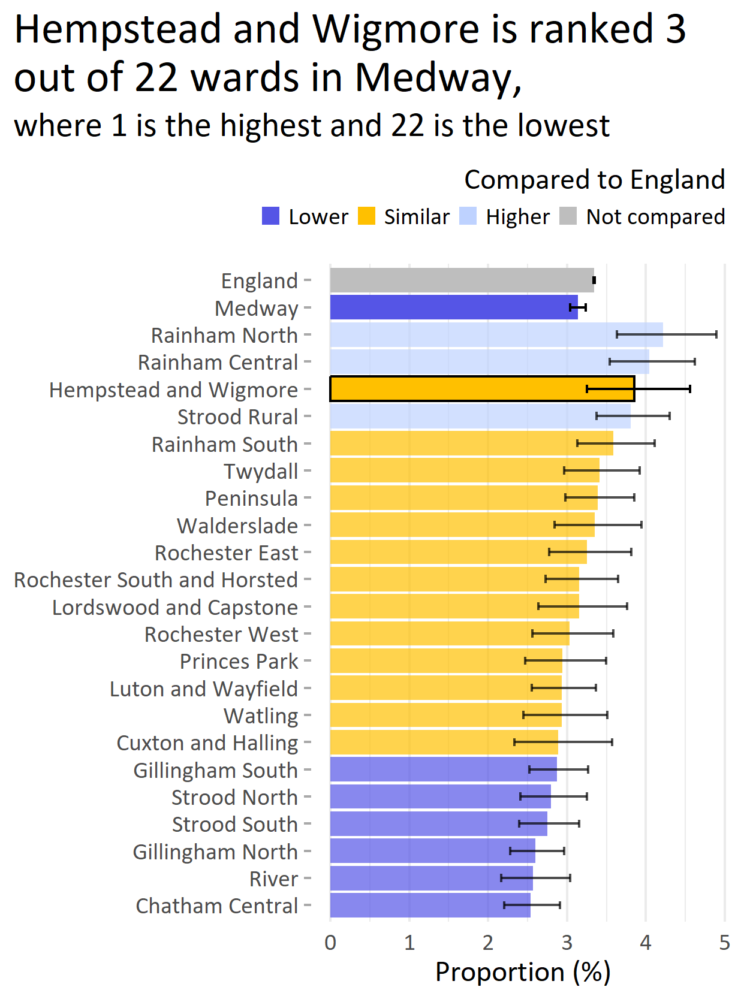 Hempstead and Wigmore is ranked 3
out of 22 wards in Medway,
where 1 is the highest and 22 is the lowest
Compared to England
Lower Similar Higher Not compared
England
Medway
Rainham North
Rainham Central
Hempstead and Wigmore
Strood Rural
Rainham South
Twydall
Peninsula
Walderslade
Rochester East
Rochester South and Horsted
Lordswood and Capstone
Rochester West
Princes Park
Luton and Wayfield
Watling
Cuxton and Halling
Gillingham South
Strood North
Strood South
Gillingham North
River
Chatham Central
0 1 2 3 4 5
Proportion (%)